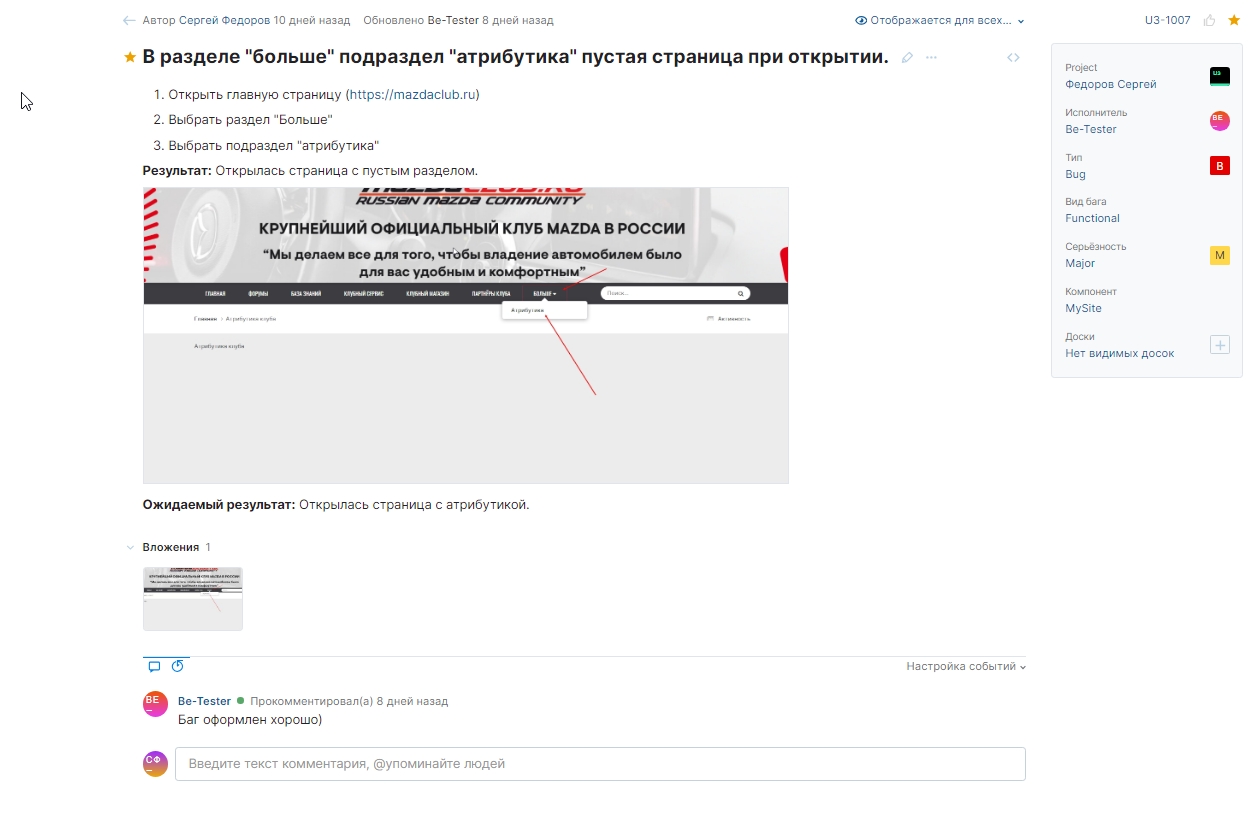 Автор Сергей Федоров 10 дней назад Обновлено Be-Tester 8 дней назад
Отображается для всех...
U3-1007
В разделе "больше" подраздел "атрибутика" пустая страница при открытии.
1. Открыть главную страницу (https://mazdaclub.ru)
2. Выбрать раздел "Больше"
3. Выбрать подраздел "атрибутика"
Результат: Открылась страница с пустым разделом.
MAZDACLUB.RU
RUSSIAN MAZDA COMMUNITY
КРУПНЕЙШИЙ ОФИЦИАЛЬНЫЙ КЛУБ MAZDA В РОССИИ
“Мы делаем все для того, чтобы владение автомобилем было
для вас удобным и комфортным”
ГЛАВНАЯ ФОРУМЫ БАЗА ЗНАНИЙ КЛУБНЫЙ СЕРВИС КЛУБНЫЙ МАГАЗИН ПАРТНЁРЫ КЛУБА БОЛЬШЕ Поиск...
Атрибутика
Главная > Атрибутика клуба Активность
Атрибутика клуба
Ожидаемый результат: Открылась страница с атрибутикой.
Вложения 1
Настройка событий
BE
Be-Tester Прокомментировал(а) 8 дней назад
Баг оформлен хорошо)
СФ
Введите текст комментария, @упоминайте людей
Project
Федоров Сергей
U3
Исполнитель
Be-Tester
BE
Тип
Bug
B
Вид бага
Functional
Серьёзность
Major
M
Компонент
MySite
Доски
Нет видимых досок